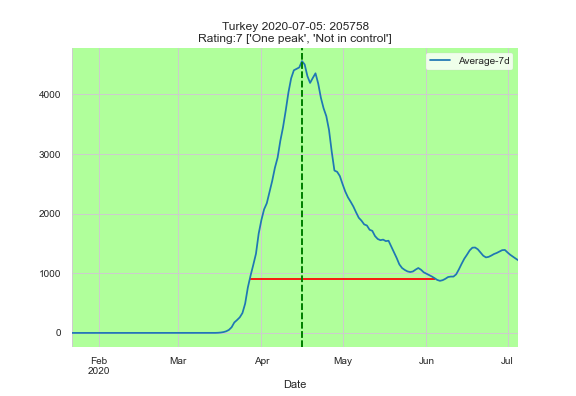 Turkey 2020-07-05: 205758
Rating:7 ['One peak', 'Not in control']
Average-7d
4000
3000
2000
1000
0
Feb Mar Apr May Jun Jul
2020
Date